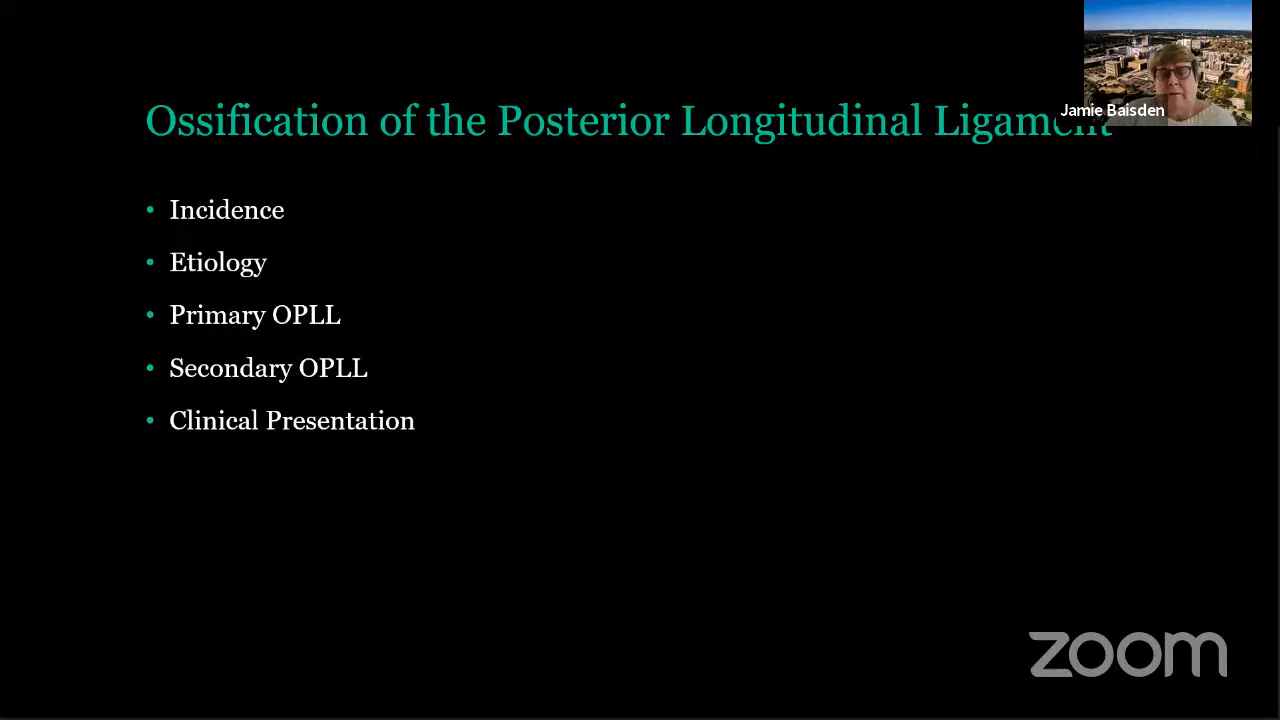 Ossification of the Posterior Longitudinal Ligament
Jamie Baisden
• Incidence
• Etiology
• Primary OPLL
• Secondary OPLL
• Clinical Presentation
zoom